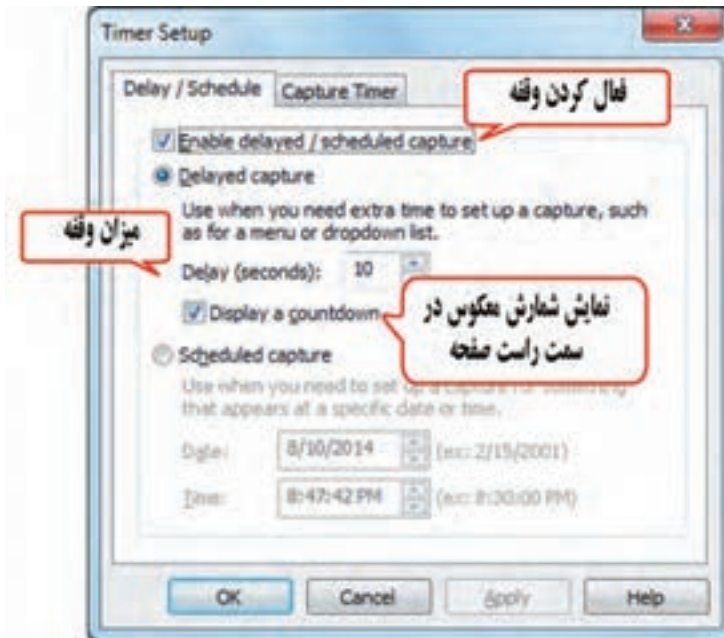 Timer Setup
Delay / Schedule
Capture Timer
فعال کردن وقفه
Enable delayed / scheduled capture
Delayed capture
Use when you need extra time to set up a capture, such
as for a menu or dropdown list.
میزان وقفه
Delay (seconds): 10
Display a countdown
نمایش شمارش معکوس در
سمت راست صفحه
Scheduled capture
Use when you need to set up a capture for something
that appears at a specific date or time.
Date: 8/10/2014 (ex: 2/15/2001)
Time: 8:47:42 PM (ex: 8:30:00 PM)
OK
Cancel
Apply
Help